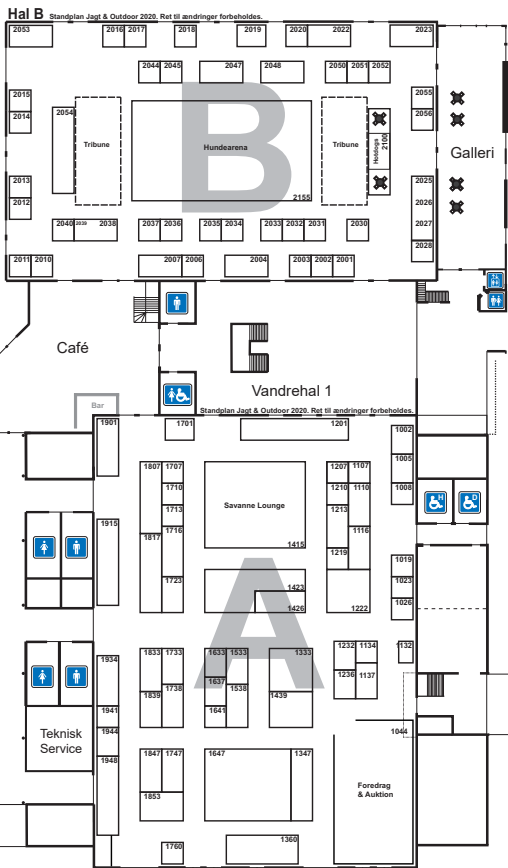 Hal B Standplan Jagt & Outdoor 2020. Ret til ændringer forbeholdes.
2053 2016 2017 2018 2019 2020 2022 2023
2044 2045 2047 2048 2050 2051 2052
2015 2055
2014 2054 2056
B
Tribune Hundearena Tribune Hotdogs 2100 Galleri
2013 2025
2012 2155 2026
2040 2039 2038 2037 2036 2035 2034 2033 2032 2031 2030 2027
2028
2011 2010 2007 2006 2004 2003 2002 2001
Café
Vandrehal 1
Bar
Standplan Jagt & Outdoor 2020. Ret til ændringer forbeholdes.
1901 1701 1201 1002
1005
1807 1707 1207 1107
1710 1210 1110 1008
Savanne Lounge
1713 1213
1915 1716 1116
1817 1415 1219
1019
1723 1423 1023
1426 1222 1026
A
1833 1733 1633 1533 1333 1232 1134 1132
1934
1637 1236 1137
1839 1738 1538 1439
1941 1641
1944 1044
Teknisk
Service
1948 1847 1747 1647 1347
Foredrag
& Auktion
1853
1760 1360
H D